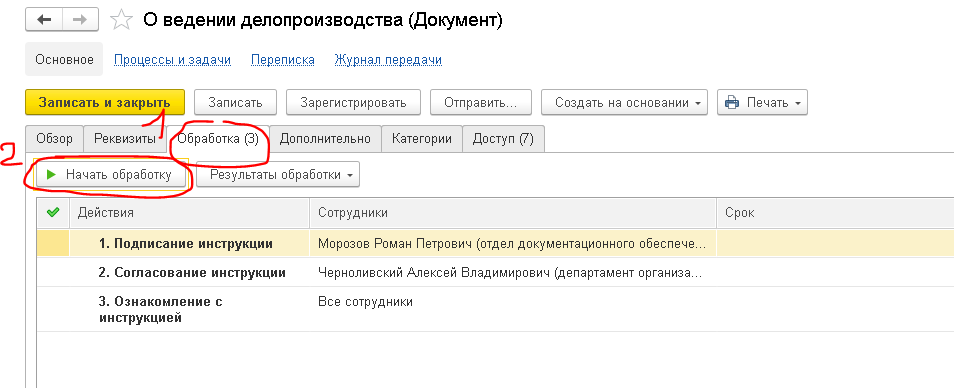 О ведении делопроизводства (Документ)
Основное Процессы и задачи Переписка Журнал передачи
Записать и закрыть Записать Зарегистрировать Отправить... Создать на основании Печать
1
Обзор Реквизиты Обработка (3) Дополнительно Категории Доступ (7)
2
Начать обработку Результаты обработки
Действия Сотрудники Срок
1. Подписание инструкции Морозов Роман Петрович (отдел документационного обеспече...
2. Согласование инструкции Черноливский Алексей Владимирович (департамент организа...
3. Ознакомление с Все сотрудники
инструкцией